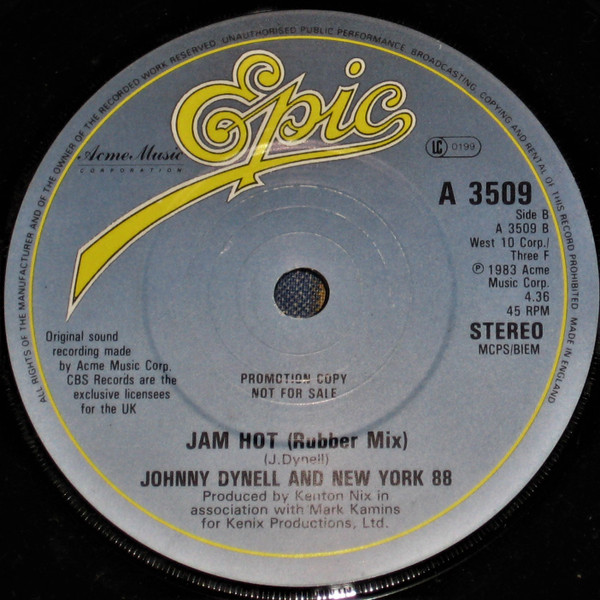 ALL RIGHTS OF THE MANUFACTURER AND OF THE OWNER OF THE RECORDED WORK RESERVED. UNAUTHORISED PUBLIC PERFORMANCE, BROADCASTING, COPYING AND RENTAL OF THIS RECORD PROHIBITED. MADE IN ENGLAND
Epic
Acme Music
CORPORATION
LC 0199
A 3509
Side B
A 3509 B
West 10 Corp./
Three F
℗ 1983 Acme
Music Corp.
4.36
45 RPM
STEREO
MCPS/BIEM
Original sound
recording made
by Acme Music Corp.
CBS Records are the
exclusive licensees
for the UK
PROMOTION COPY
NOT FOR SALE
JAM HOT (Rubber Mix)
(J.Dynell)
JOHNNY DYNELL AND NEW YORK 88
Produced by Kenton Nix in
association with Mark Kamins
for Kenix Productions, Ltd.